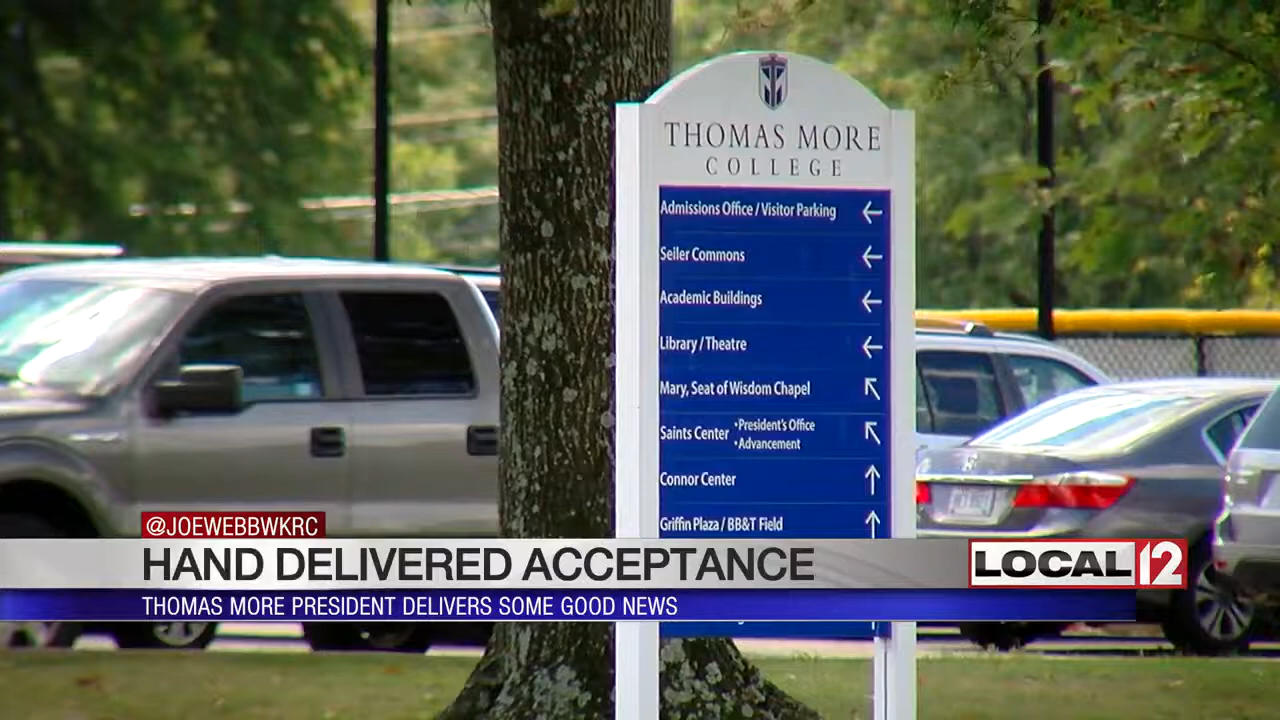 THOMAS MORE
COLLEGE
Admissions Office / Visitor Parking
Seiler Commons
Academic Buildings
Library / Theatre
Mary, Seat of Wisdom Chapel
Saints Center •President's Office
•Advancement
Connor Center
Griffin Plaza / BB&T Field
@JOEWEBBWKRC
HAND DELIVERED ACCEPTANCE
LOCAL 12
THOMAS MORE PRESIDENT DELIVERS SOME GOOD NEWS